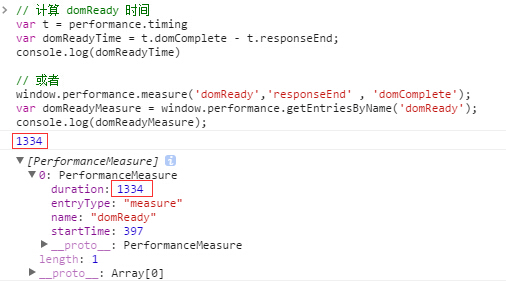 // 计算 domReady 时间
var t = performance.timing
var domReadyTime = t.domComplete - t.responseEnd;
console.log(domReadyTime)
// 或者
window.performance.measure('domReady','responseEnd' , 'domComplete');
var domReadyMeasure = window.performance.getEntriesByName('domReady');
console.log(domReadyMeasure);
1334
[PerformanceMeasure]
0: PerformanceMeasure
duration: 1334
entryType: "measure"
name: "domReady"
startTime: 397
__proto__: PerformanceMeasure
length: 1
__proto__: Array[0]